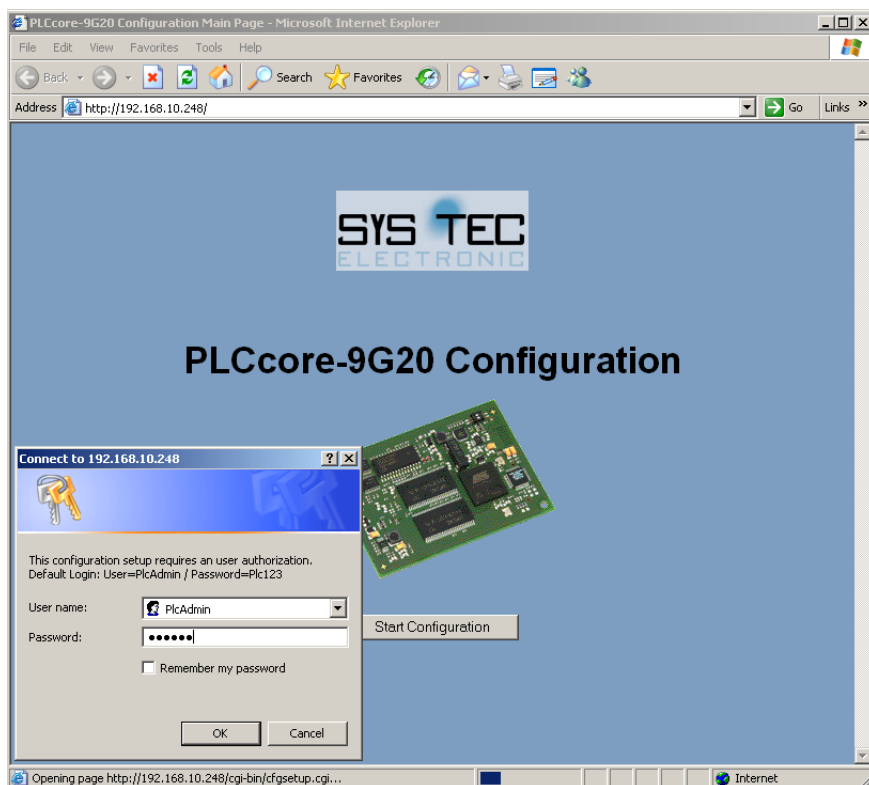 PLCcore-9G20 Configuration Main Page - Microsoft Internet Explorer
File Edit View Favorites Tools Help
Back Search Favorites
Address http://192.168.10.248/ Go Links »
SYS TEC
ELECTRONIC
PLCcore-9G20 Configuration
Connect to 192.168.10.248
This configuration setup requires an user authorization.
Default Login: User=PlcAdmin / Password=Plc123
User name: PlcAdmin
Password: ●●●●●●
Remember my password
OK Cancel
Start Configuration
Opening page http://192.168.10.248/cgi-bin/cfgsetup.cgi... Internet